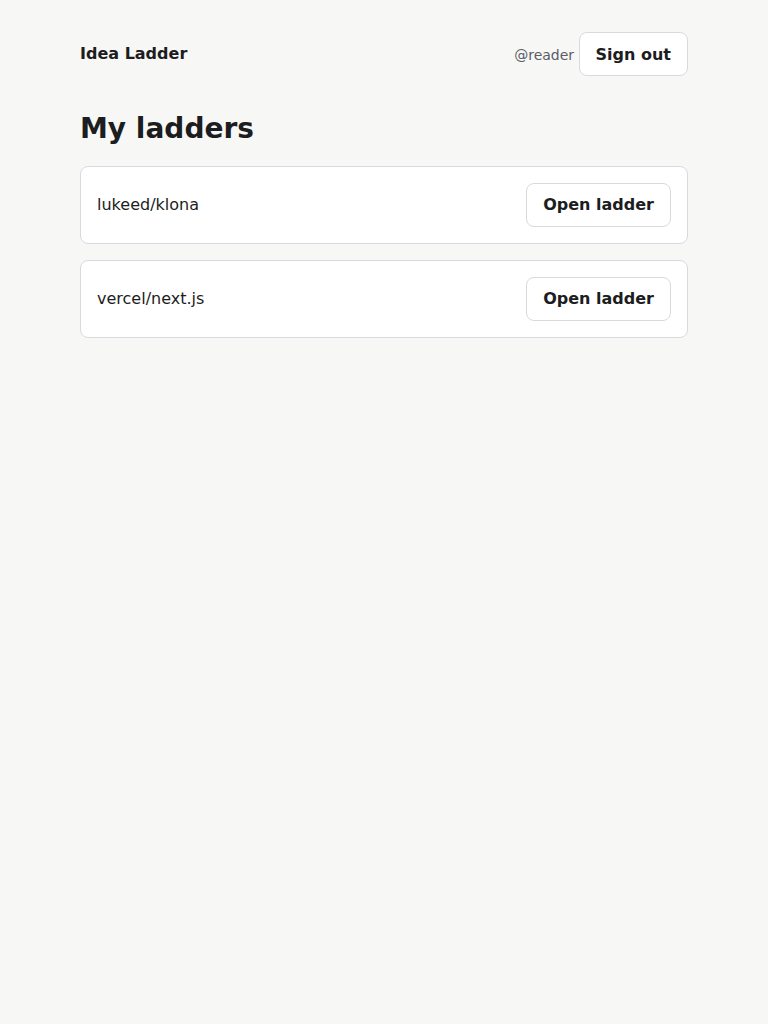 Idea Ladder
@reader Sign out
My ladders
lukeed/klona Open ladder
vercel/next.js Open ladder